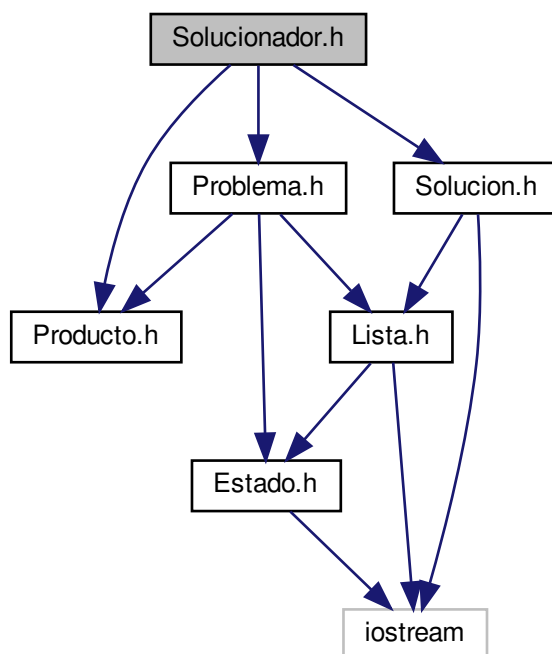 Solucionador.h
Problema.h
Solucion.h
Producto.h
Lista.h
Estado.h
iostream